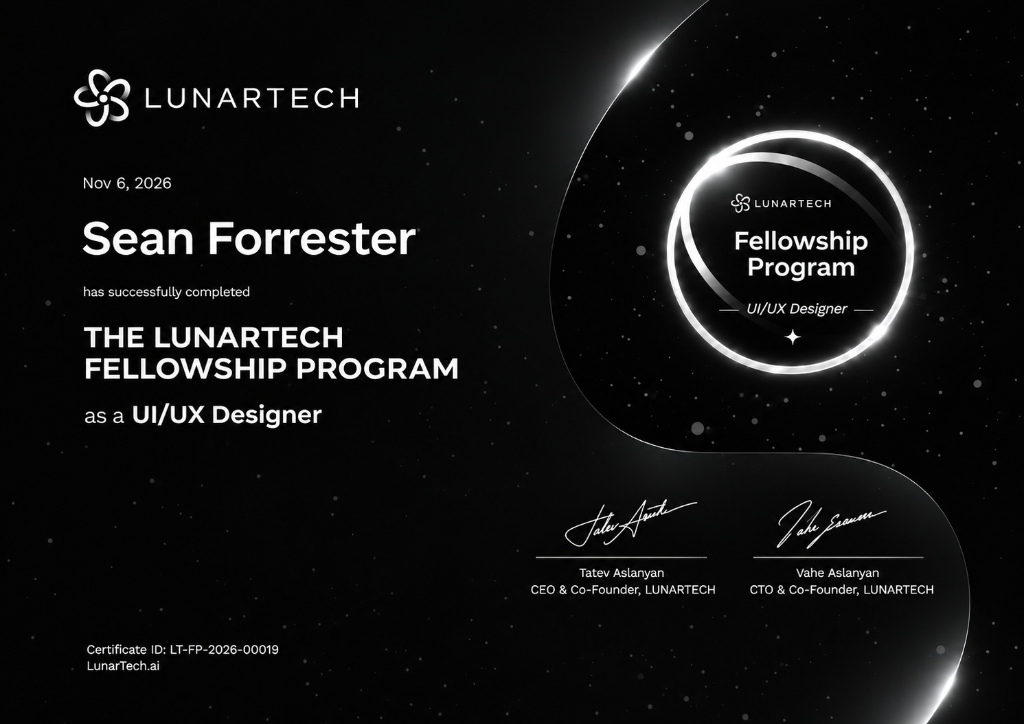 LUNARTECH
Nov 6, 2026
Sean Forrester
has successfully completed
THE LUNARTECH
FELLOWSHIP PROGRAM
as a UI/UX Designer
LUNARTECH
Fellowship
Program
UI/UX Designer
Tatev Aslanyan
CEO & Co-Founder, LUNARTECH
Vahe Aslanyan
CTO & Co-Founder, LUNARTECH
Certificate ID: LT-FP-2026-00019
LunarTech.ai